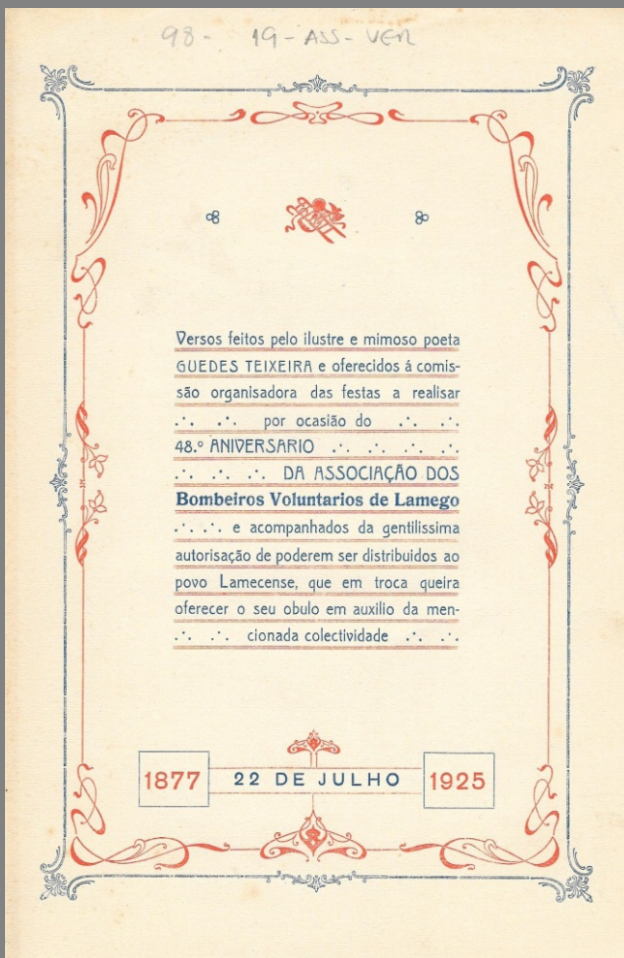 98- 19-ASS-VER
Versos feitos pelo ilustre e mimoso poeta
GUEDES TEIXEIRA e oferecidos á comis-
são organisadora das festas a realisar
por ocasião do
48.º ANIVERSARIO
DA ASSOCIAÇÃO DOS
Bombeiros Voluntarios de Lamego
e acompanhados da gentilissima
autorisação de poderem ser distribuidos ao
povo Lamecense, que em troca queira
oferecer o seu obulo em auxilio da men-
cionada colectividade
1877 22 DE JULHO 1925